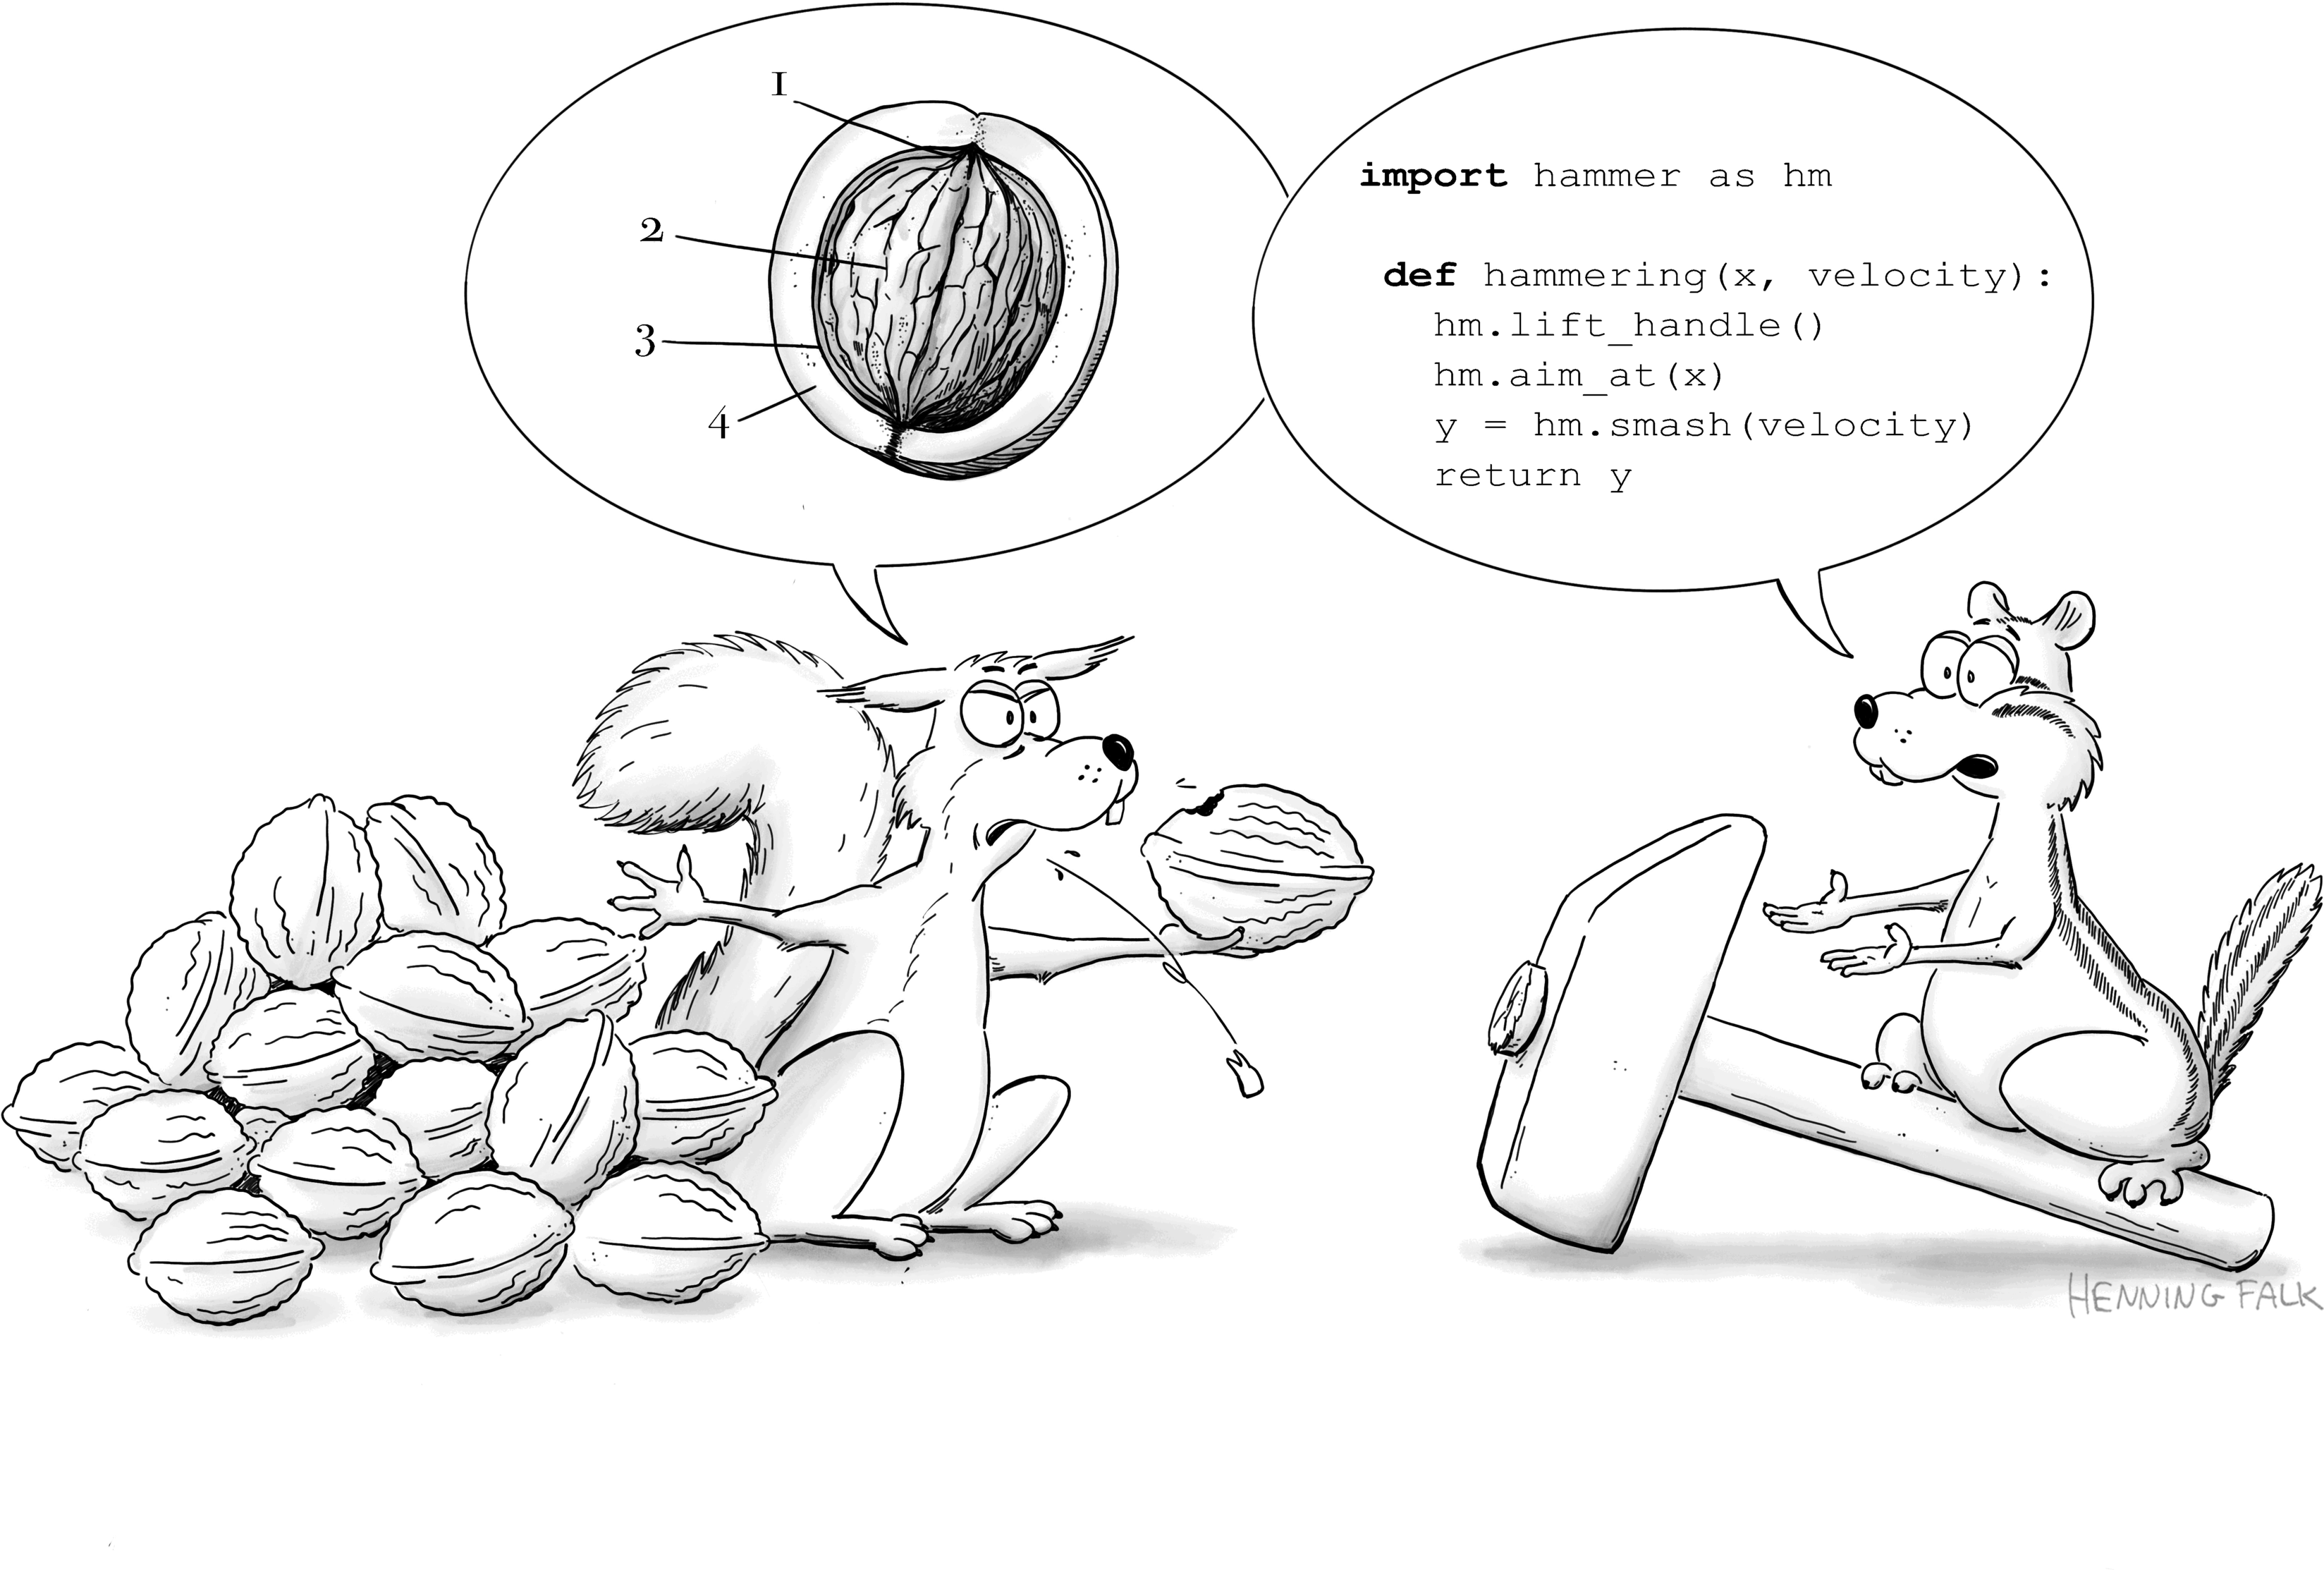 1
2
3
4
import hammer as hm
def hammering(x, velocity):
hm.lift_handle()
hm.aim_at(x)
y = hm.smash(velocity)
return y
HENNING FALK